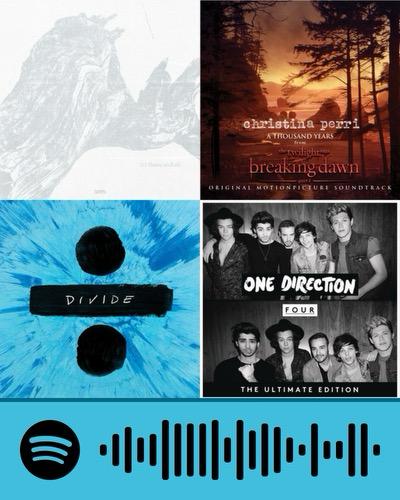 christina perri
A THOUSAND YEARS
from
the twilight saga
breaking dawn
part 1
ORIGINAL MOTION PICTURE SOUNDTRACK
DIVIDE
ONE DIRECTION
FOUR
THE ULTIMATE EDITION